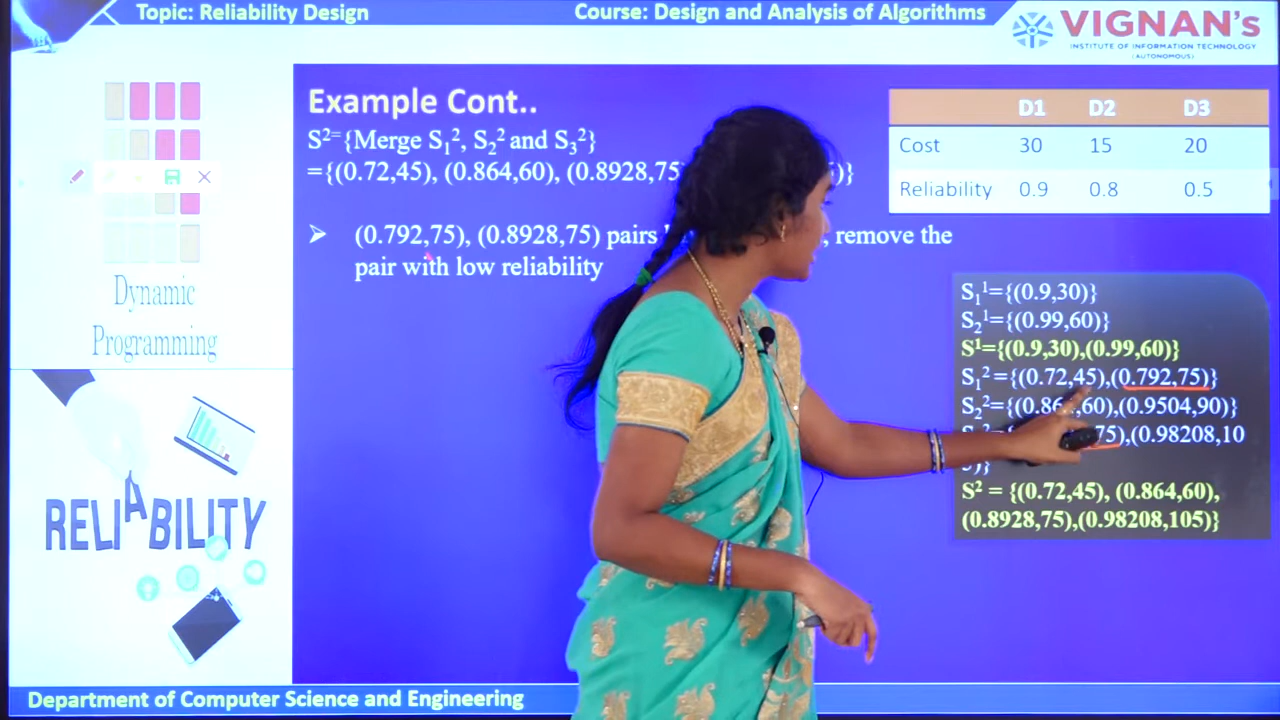 Topic: Reliability Design
Course: Design and Analysis of Algorithms
VIGNAN's
INSTITUTE OF INFORMATION TECHNOLOGY
(AUTONOMOUS)
Example Cont..
S²⁼{Merge S₁², S₂² and S₃²}
={(0.72,45), (0.864,60), (0.8928,75
)}
➢ (0.792,75), (0.8928,75) pairs
, remove the
pair with low reliability
D1 D2 D3
Cost 30 15 20
Reliability 0.9 0.8 0.5
S₁¹={(0.9,30)}
S₂¹={(0.99,60)}
S¹={(0.9,30),(0.99,60)}
S₁²={(0.72,45),(0.792,75)}
S₂²={(0.86 ,60),(0.9504,90)}
75),(0.98208,10
)}
S² = {(0.72,45), (0.864,60),
(0.8928,75),(0.98208,105)}
Dynamic
Programming
RELIABILITY
Department of Computer Science and Engineering